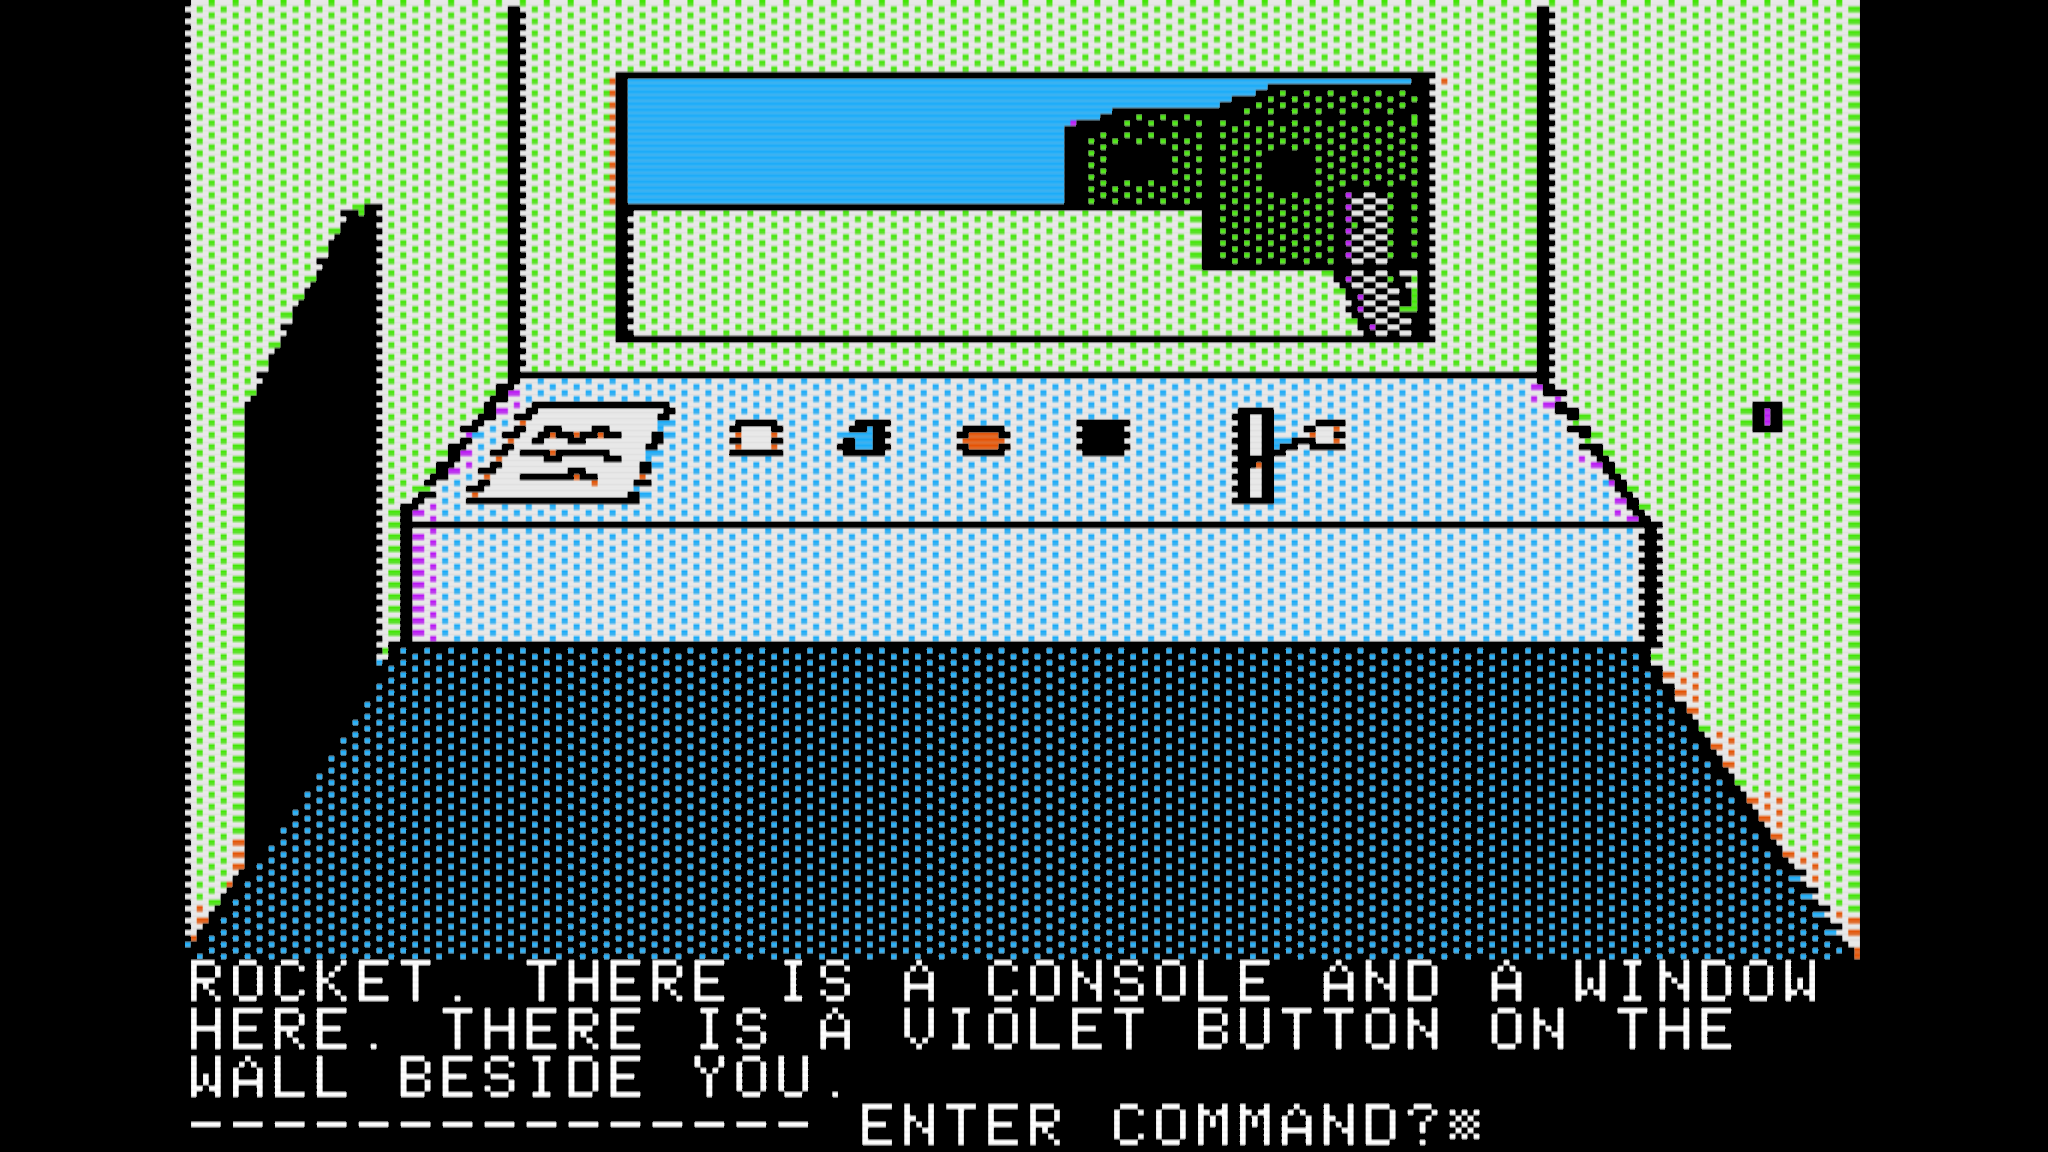 ROCKET. THERE IS A CONSOLE AND A WINDOW
HERE. THERE IS A VIOLET BUTTON ON THE
WALL BESIDE YOU.
--------------- ENTER COMMAND?